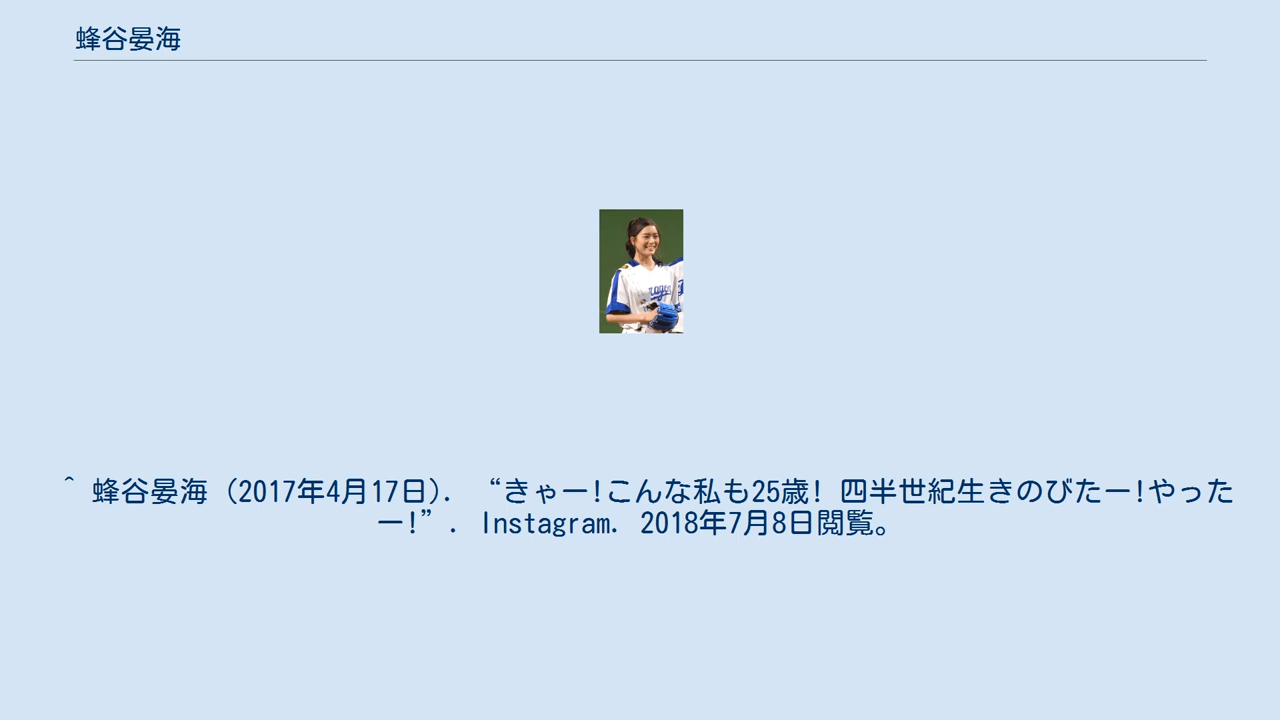 蜂谷晏海
^ 蜂谷晏海 (2017年4月17日). “きゃー!こんな私も25歳! 四半世紀生きのびたー!やった
ー!”. Instagram. 2018年7月8日閲覧。